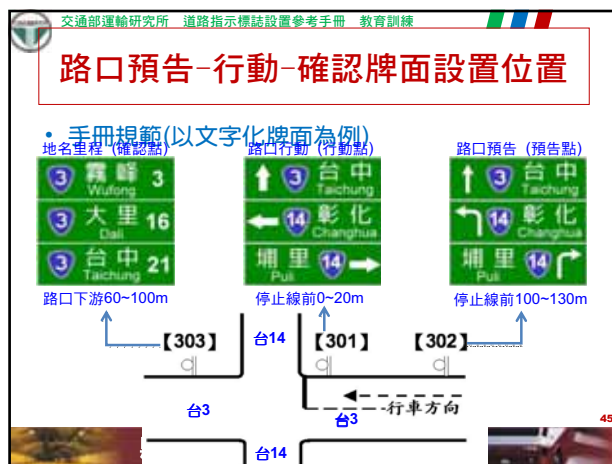 交通部運輸研究所 道路指示標誌設置參考手冊 教育訓練
路口預告-行動-確認牌面設置位置
• 手冊規範(以文字化牌面為例)
地名里程 (確認點)
3 霧峰 3
Wufong
3 大里 16
Dali
3 台中 21
Taichung
路口下游60~100m
路口行動 (行動點)
3 台中
Taichung
14 彰化
Changhua
埔里 14
Puli
停止線前0~20m
路口預告 (預告點)
3 台中
Taichung
14 彰化
Changhua
埔里 14
Puli
停止線前100~130m
【303】
台14
【301】
【302】
行車方向
台3
台3
台14
45